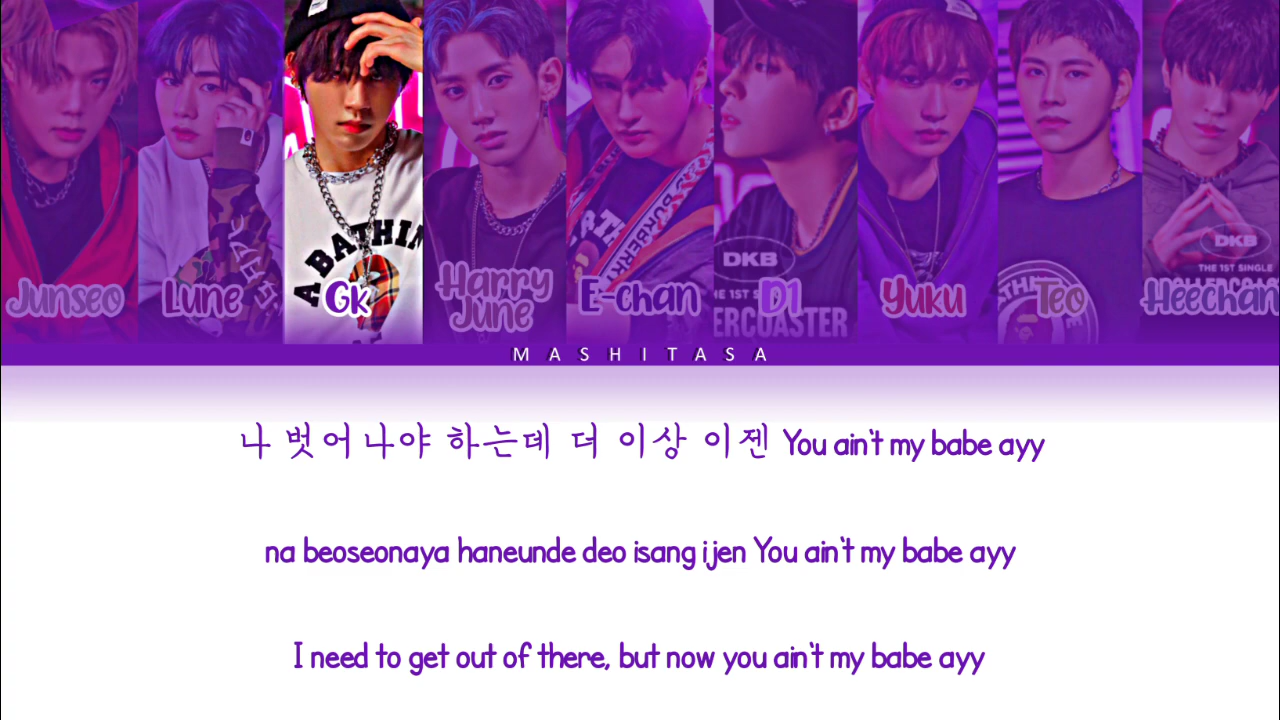 A BATHIN
DKB
THE 1ST S
ERCOASTER
BURBERRY
DKB
THE 1ST SINGLE
Junseo
Lune
Gk
Harry
June
E-chan
D1
Yuku
Teo
Heechan
MASHITASA
나 벗어나야 하는데 더 이상 이젠 You ain't my babe ayy
na beoseonaya haneunde deo isang ijen You ain't my babe ayy
I need to get out of there, but now you ain't my babe ayy